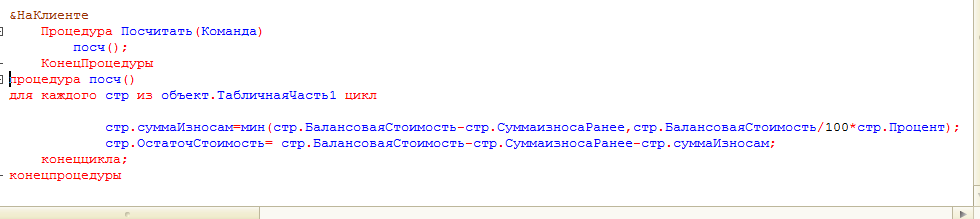 &НаКлиенте
Процедура Посчитать(Команда)
посч();
КонецПроцедуры
процедура посч()
для каждого стр из объект.ТабличнаяЧасть1 цикл
стр.суммаИзносам=мин(стр.БалансоваяСтоимость-стр.СуммаизносаРанее,стр.БалансоваяСтоимость/100*стр.Процент);
стр.ОстаточСтоимость= стр.БалансоваяСтоимость-стр.СуммаизносаРанее-стр.суммаИзносам;
конеццикла;
конецпроцедуры